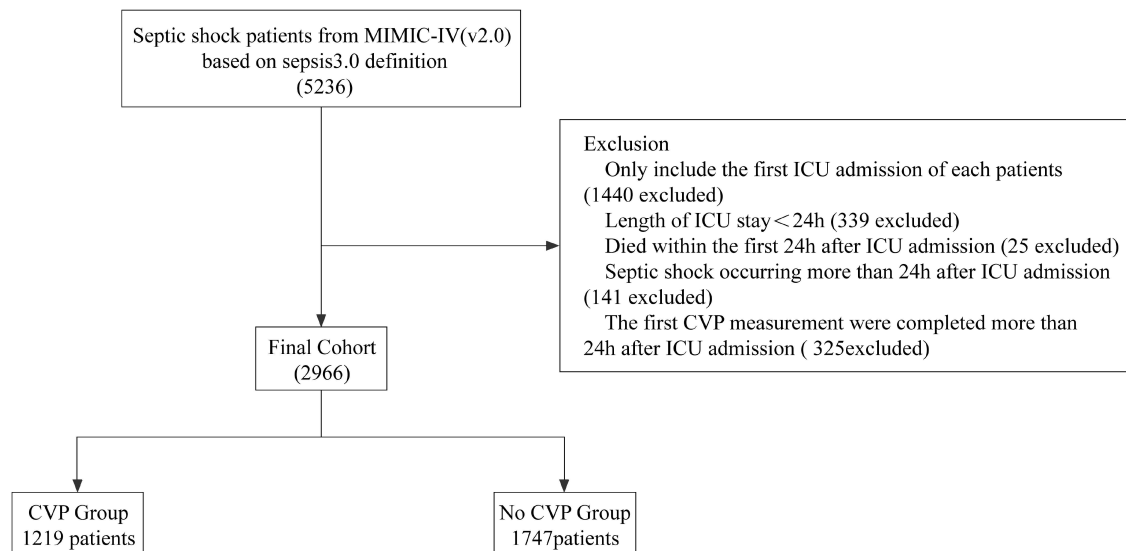 Septic shock patients from MIMIC-IV(v2.0)
based on sepsis3.0 definition
(5236)
Exclusion
Only include the first ICU admission of each patients
(1440 excluded)
Length of ICU stay＜24h (339 excluded)
Died within the first 24h after ICU admission (25 excluded)
Septic shock occurring more than 24h after ICU admission
(141 excluded)
The first CVP measurement were completed more than
24h after ICU admission ( 325excluded)
Final Cohort
(2966)
CVP Group
1219 patients
No CVP Group
1747patients